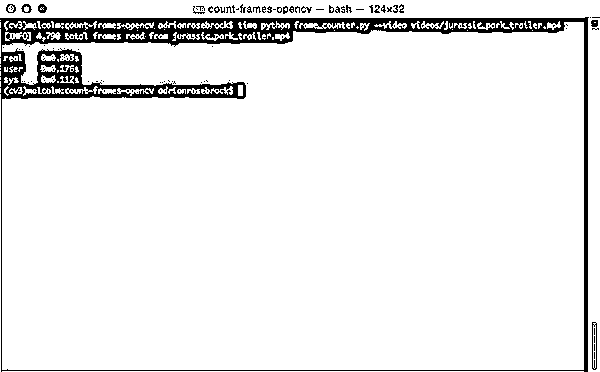 count-frames-opencv — bash — 124×32
(cv3)malcolm:count-frames-opencv adrianrosebrock$ time python frame_counter.py --video videos/jurassic_park_trailer.mp4
[INFO] 4,790 total frames read from jurassic_park_trailer.mp4
real 0m0.803s
user 0m0.176s
sys 0m0.112s
(cv3)malcolm:count-frames-opencv adrianrosebrock$